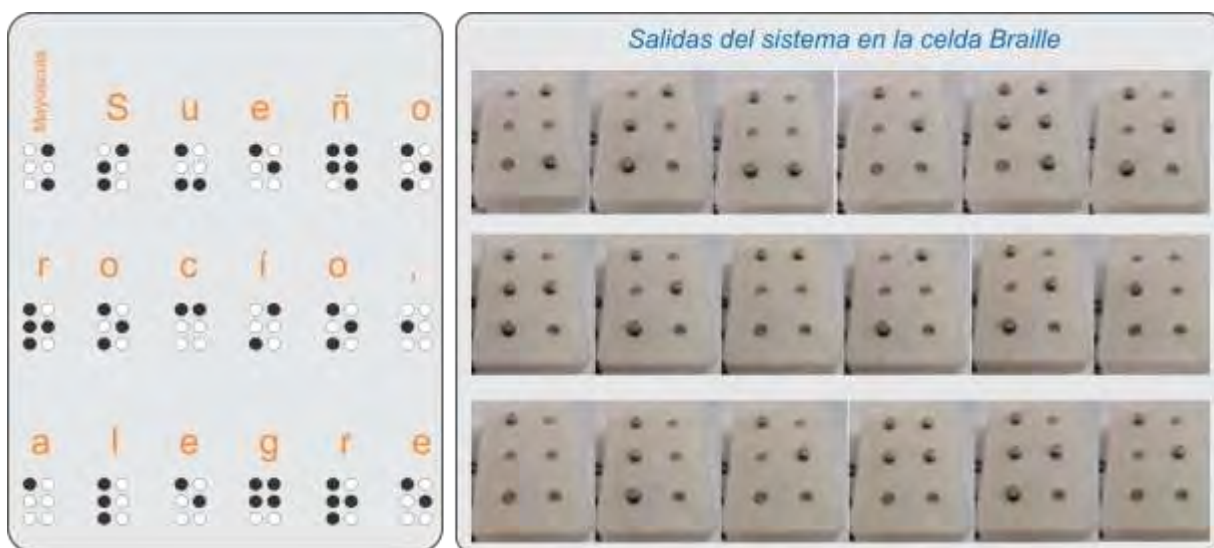 Mayúscula S u e ñ o
r o c í o ,
a l e g r e
Salidas del sistema en la celda Braille